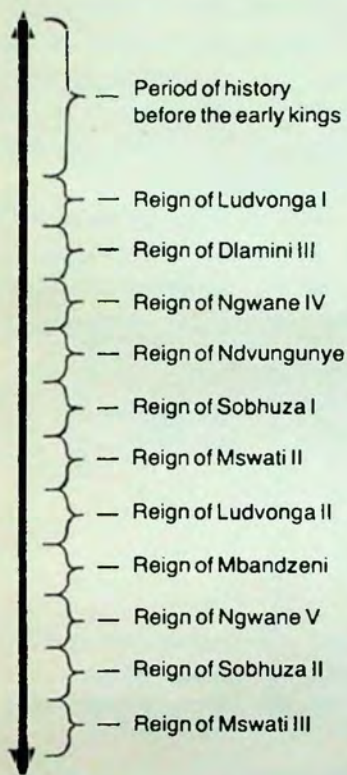 Period of history
before the early kings
Reign of Ludvonga I
Reign of Dlamini III
Reign of Ngwane IV
Reign of Ndvungunye
Reign of Sobhuza I
Reign of Mswati II
Reign of Ludvonga II
Reign of Mbandzeni
Reign of Ngwane V
Reign of Sobhuza II
Reign of Mswati III